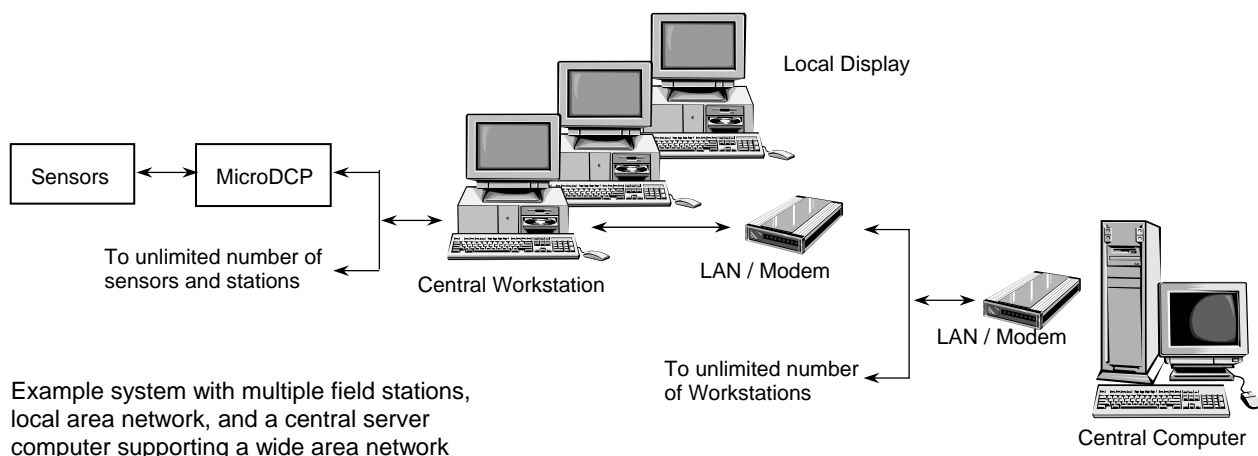 Local Display
Sensors
MicroDCP
To unlimited number of
sensors and stations
Central Workstation
LAN / Modem
LAN / Modem
To unlimited number
of Workstations
Central Computer
Example system with multiple field stations,
local area network, and a central server
computer supporting a wide area network